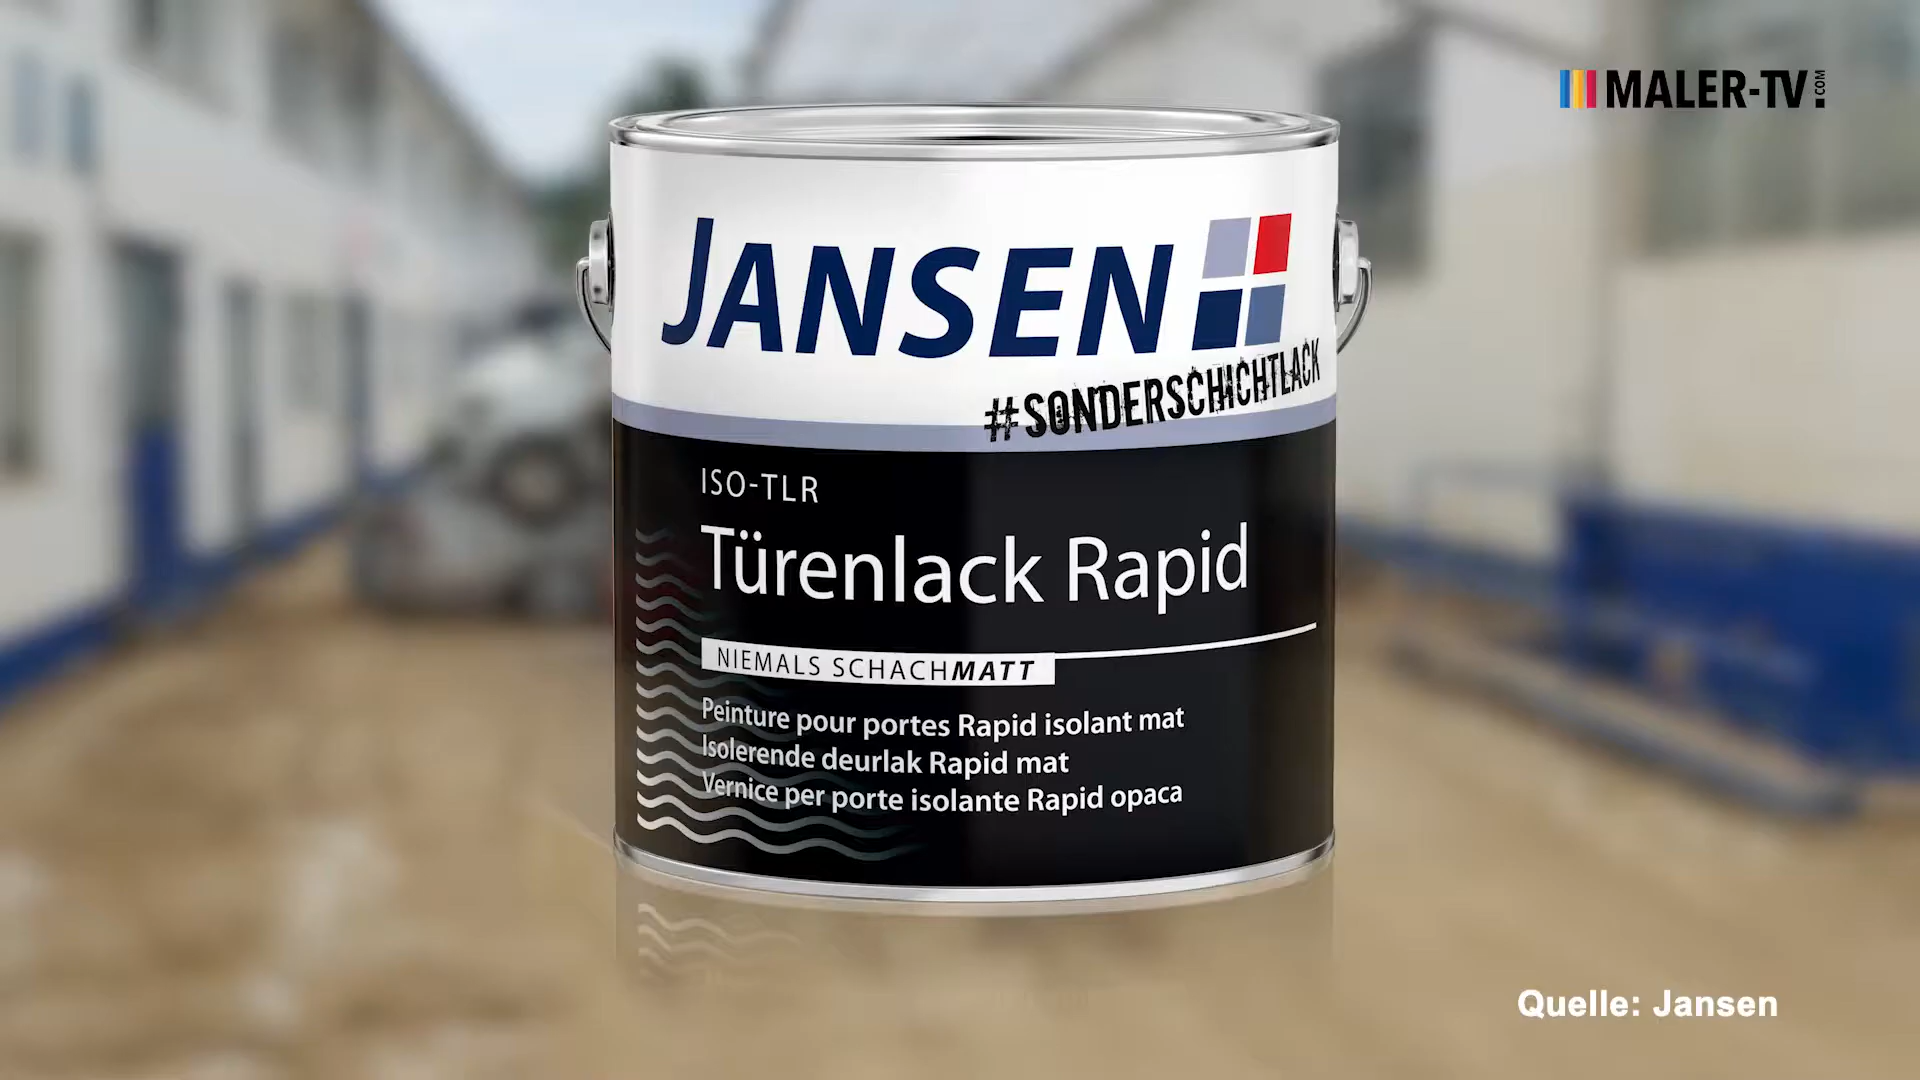 MALER-TV.COM
JANSEN
#SONDERSCHICHTLACK
ISO-TLR
Türenlack Rapid
NIEMALS SCHACHMATT
Peinture pour portes Rapid isolant mat
Isolerende deurlak Rapid mat
Vernice per porte isolante Rapid opaca
Quelle: Jansen